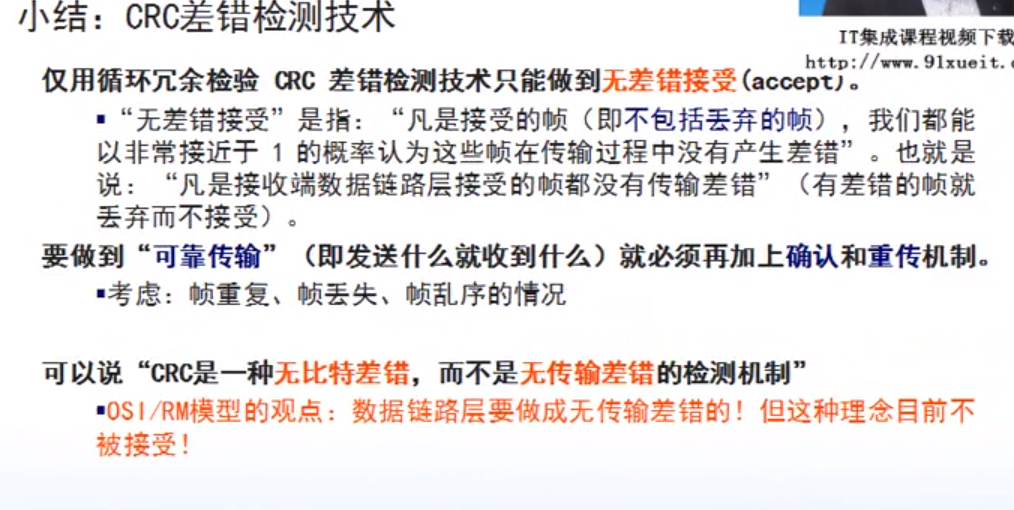 小结：CRC差错检测技术
IT集成课程视频下载
http://www.91xueit.c
仅用循环冗余检验 CRC 差错检测技术只能做到无差错接受(accept)。
▪“无差错接受”是指：“凡是接受的帧（即不包括丢弃的帧），我们都能
以非常接近于 1 的概率认为这些帧在传输过程中没有产生差错”。也就是
说：“凡是接收端数据链路层接受的帧都没有传输差错”（有差错的帧就
丢弃而不接受）。
要做到“可靠传输”（即发送什么就收到什么）就必须再加上确认和重传机制。
▪考虑：帧重复、帧丢失、帧乱序的情况
可以说“CRC是一种无比特差错，而不是无传输差错的检测机制”
▪OSI/RM模型的观点：数据链路层要做成无传输差错的！但这种理念目前不
被接受！